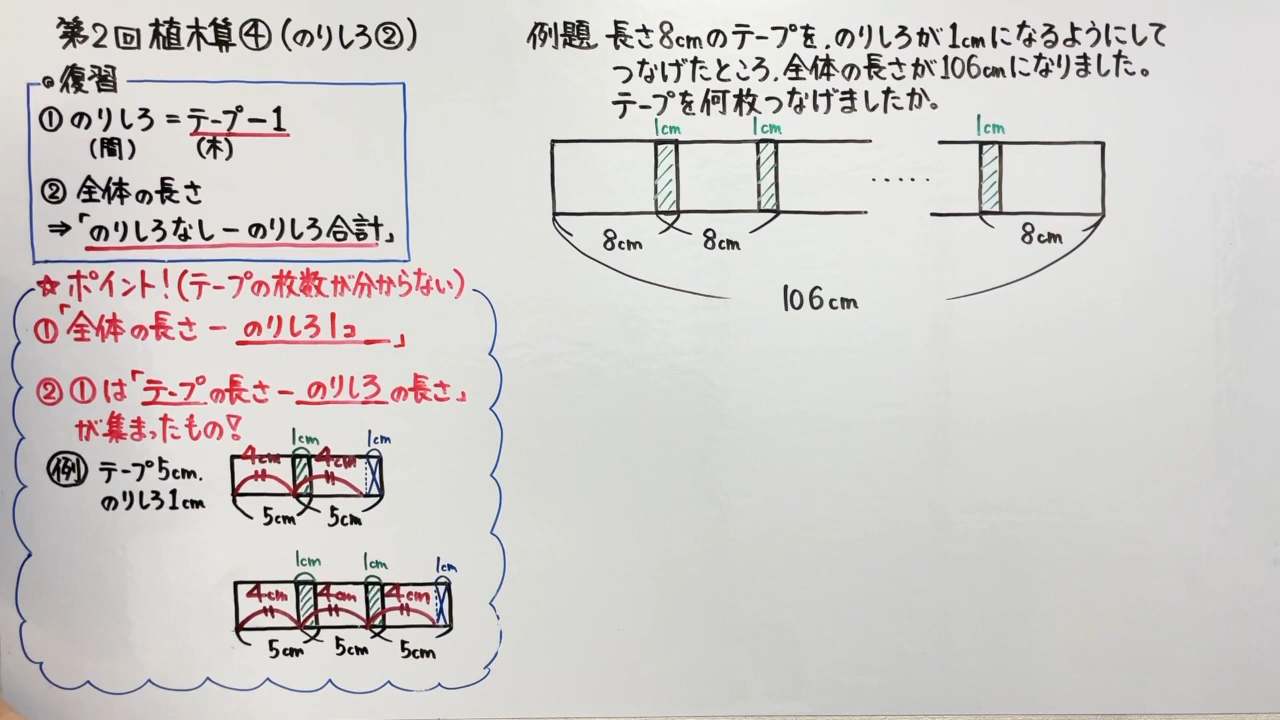 第2回 植木算④(のりしろ②)
復習
① のりしろ = テープ-1
(間) (木)
② 全体の長さ
⇒「のりしろなし-のりしろ合計」
☆ポイント!(テープの枚数が分からない)
①「全体の長さ- のりしろ1コ 」
② ①は「テープの長さ-のりしろの長さ」
が集まったもの!
例 テープ5cm.
のりしろ1cm
1cm 1cm
4cm 4cm
5cm 5cm
1cm 1cm 1cm
4cm 4cm 4cm
5cm 5cm 5cm
例題 長さ8cmのテープを,のりしろが1cmになるようにして
つなげたところ,全体の長さが106cmになりました。
テープを何枚つなげましたか。
1cm 1cm 1cm
.....
8cm 8cm 8cm
106cm